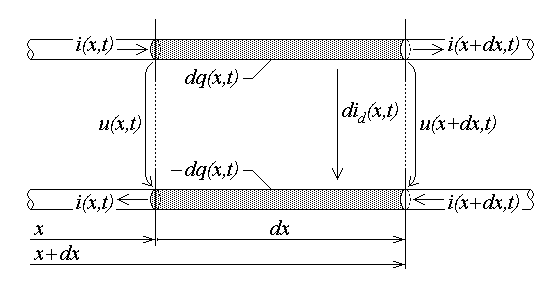 i(x,t) i(x+dx,t)
dq(x,t)
u(x,t) di_d(x,t) u(x+dx,t)
−dq(x,t)
i(x,t) i(x+dx,t)
x dx
x+dx